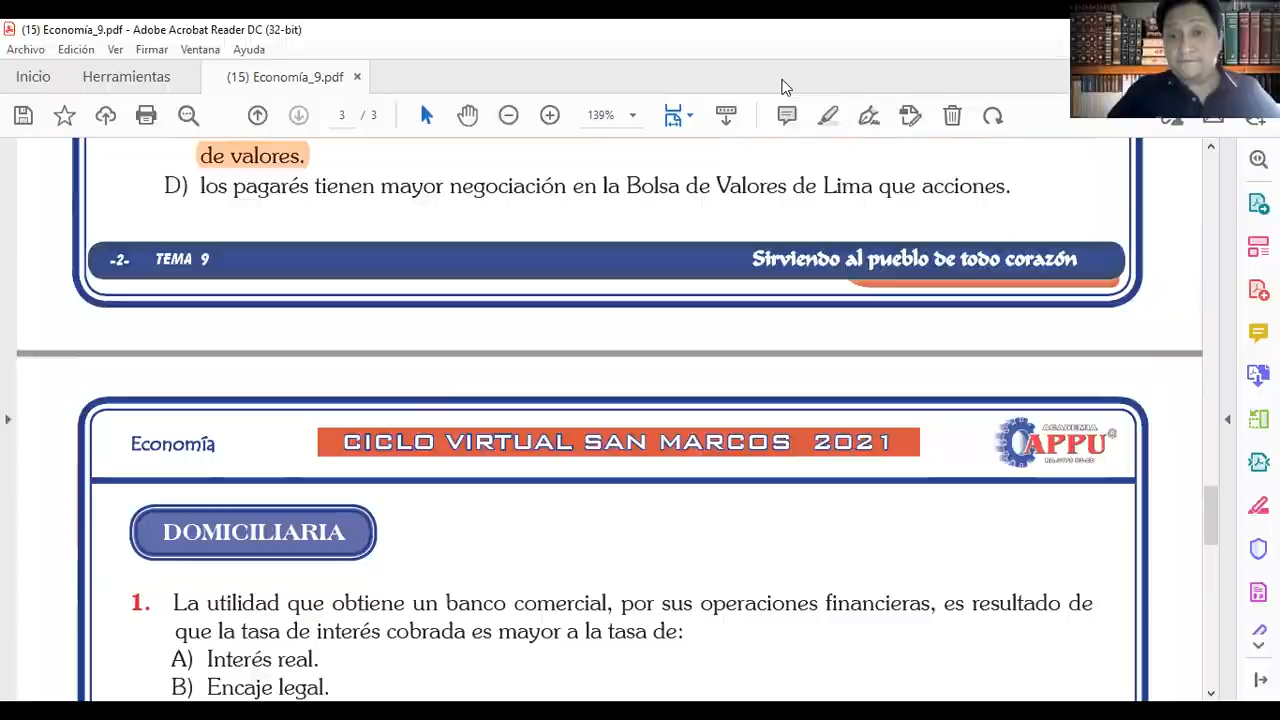 (15) Economía_9.pdf - Adobe Acrobat Reader DC (32-bit)
Archivo Edición Ver Firmar Ventana Ayuda
Inicio Herramientas (15) Economía_9.pdf ×
3 / 3 139%
de valores.
D) los pagarés tienen mayor negociación en la Bolsa de Valores de Lima que acciones.
-2- TEMA 9 Sirviendo al pueblo de todo corazón
Economía CICLO VIRTUAL SAN MARCOS 2021 ACADEMIA
APPU®
DOMICILIARIA
1. La utilidad que obtiene un banco comercial, por sus operaciones financieras, es resultado de
que la tasa de interés cobrada es mayor a la tasa de:
A) Interés real.
B) Encaje legal.